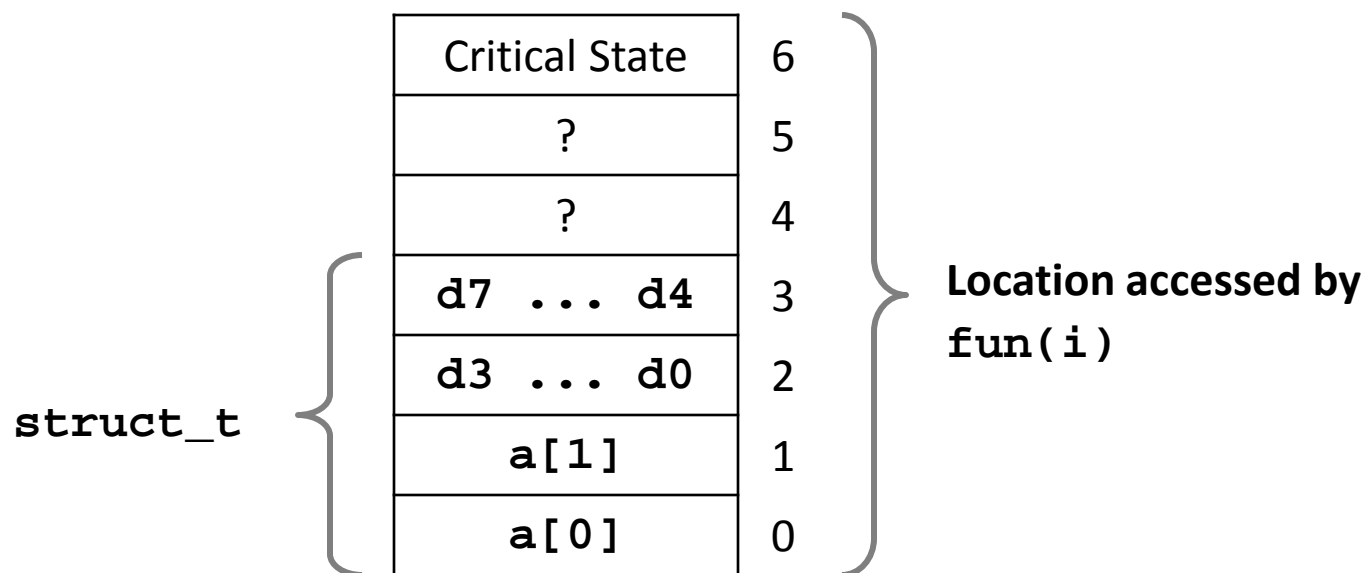 Critical State 6
? 5
? 4
d7 ... d4 3
d3 ... d0 2
a[1] 1
a[0] 0
struct_t
Location accessed by
fun(i)